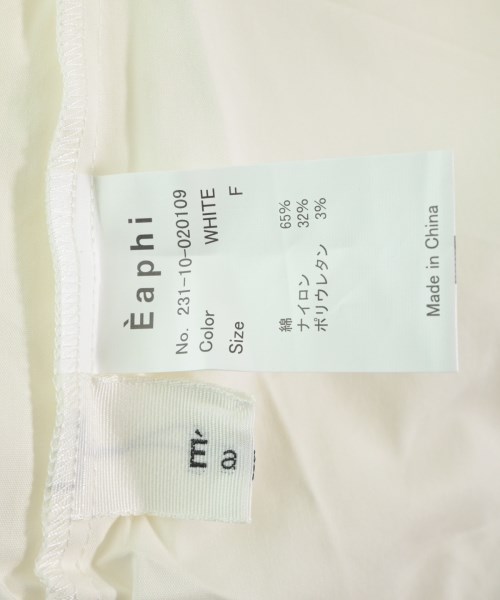 Èaphi
No. 231-10-020109
Color WHITE
Size F
綿 65%
ナイロン 32%
ポリウレタン 3%
Made in China